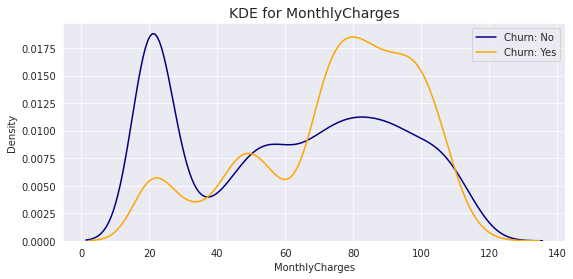 KDE for MonthlyCharges
Churn: No
Churn: Yes
Density
0.0175
0.0150
0.0125
0.0100
0.0075
0.0050
0.0025
0.0000
0 20 40 60 80 100 120 140
MonthlyCharges